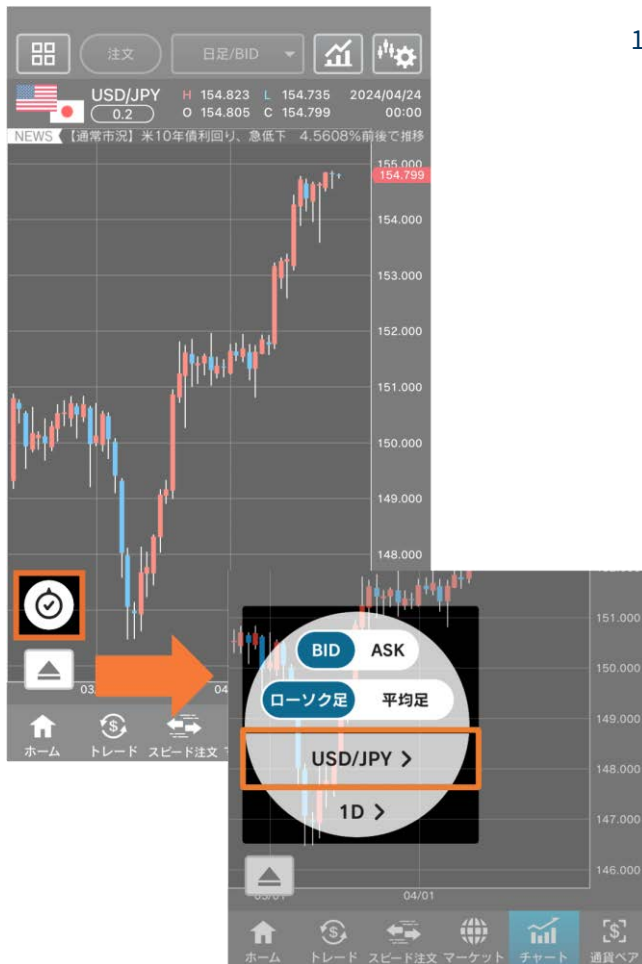 1
注文
日足/BID
USD/JPY
0.2
H 154.823 L 154.735 2024/04/24
O 154.805 C 154.799 00:00
NEWS 【通常市況】米10年債利回り、急低下 4.5608%前後で推移
155.000
154.799
154.000
153.000
152.000
151.000
150.000
149.000
148.000
03
04
ホーム
トレード
スピード注文
BID ASK
ローソク足 平均足
USD/JPY >
1D >
151.000
150.000
149.000
148.000
147.000
146.000
03/01
04/01
ホーム
トレード
スピード注文
マーケット
チャート
通貨ペア